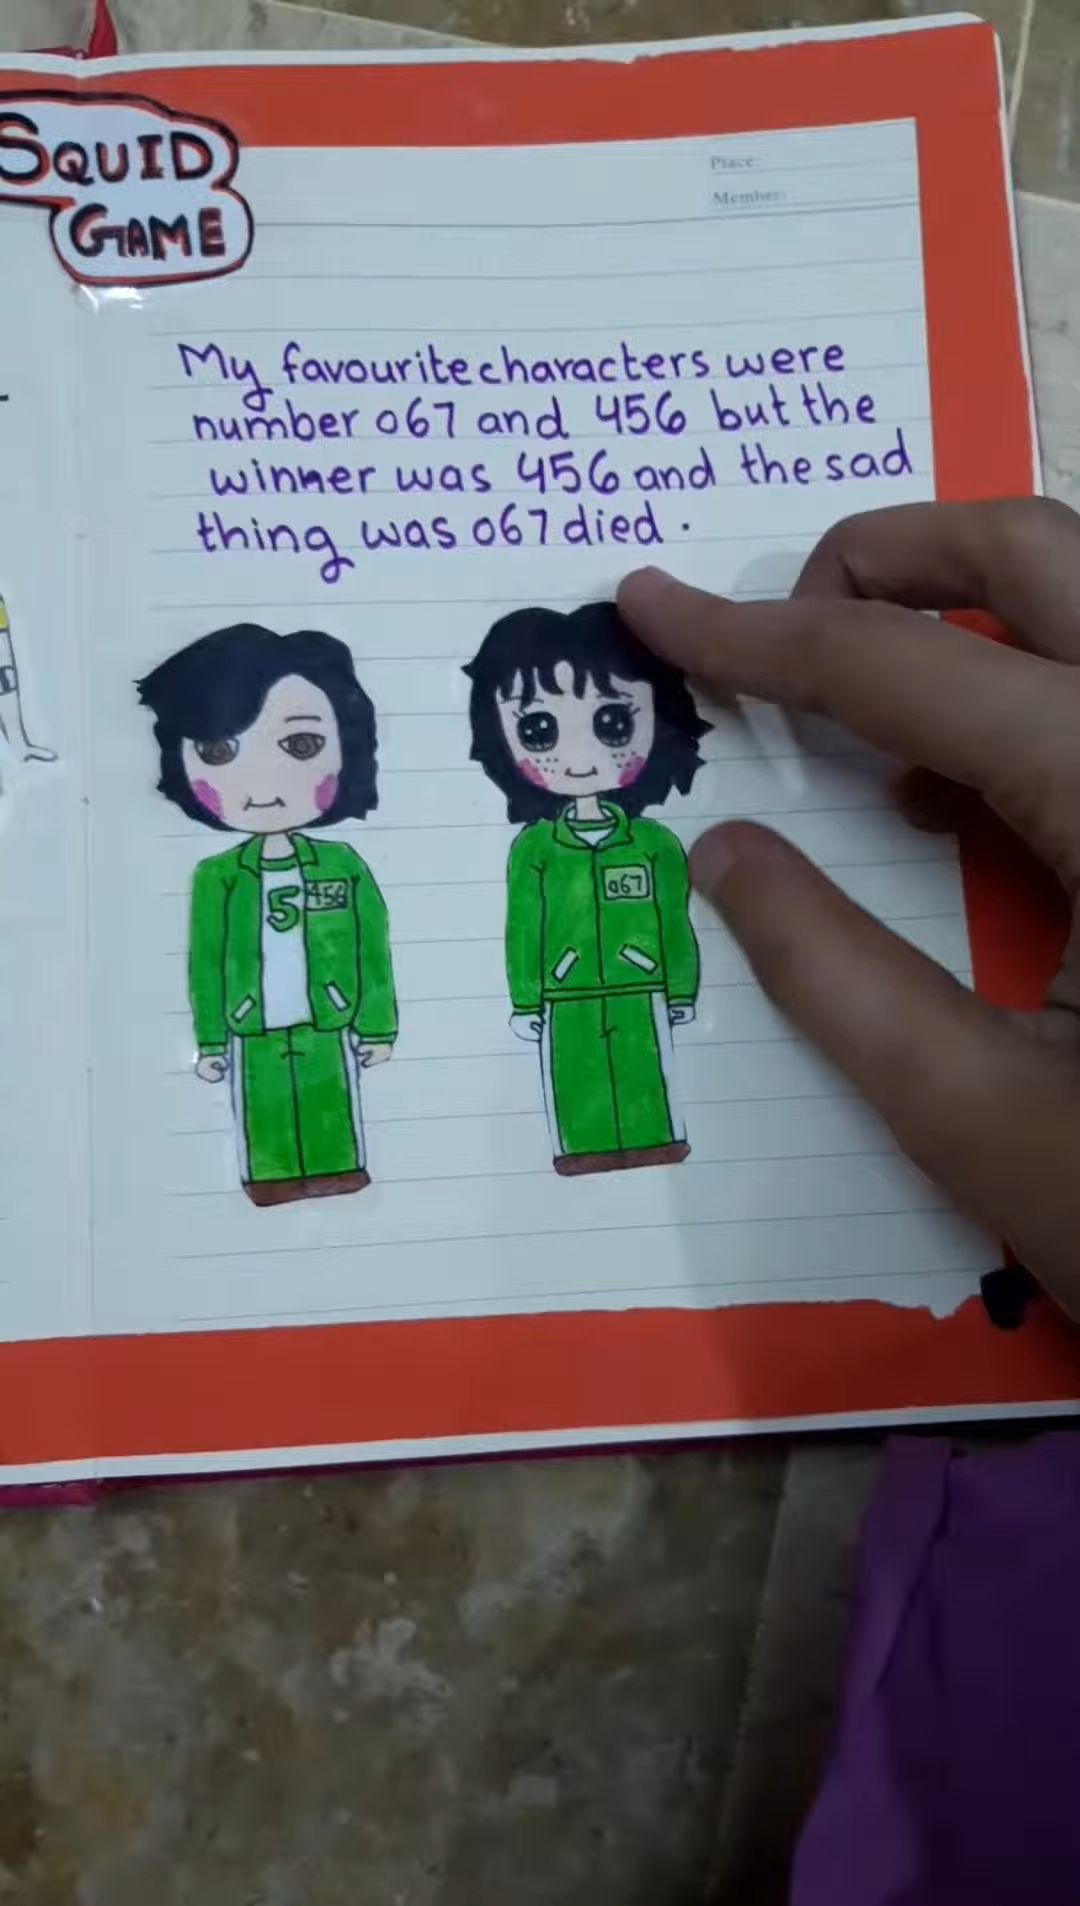 SQUID
GAME
Place:
Member:
My favourite characters were
number 067 and 456 but the
winner was 456 and the sad
thing was 067 died.
5 456
067